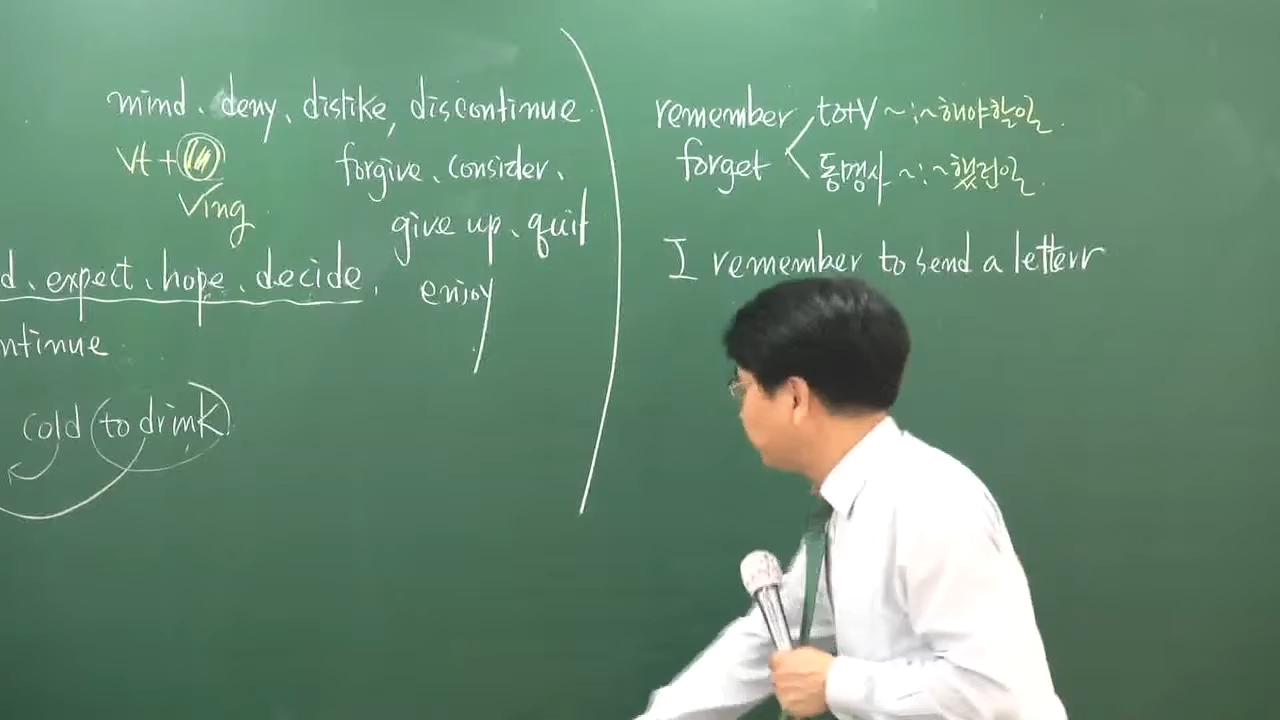 mind, deny, dislike, discontinue
Vt +
Ving
forgive, consider,
give up, quit
d, expect, hope, decide,
enjoy
ntinue
cold (to drink)
remember to+V ~:~해야할일
forget 동명사 ~:~했던일
I remember to send a letterr